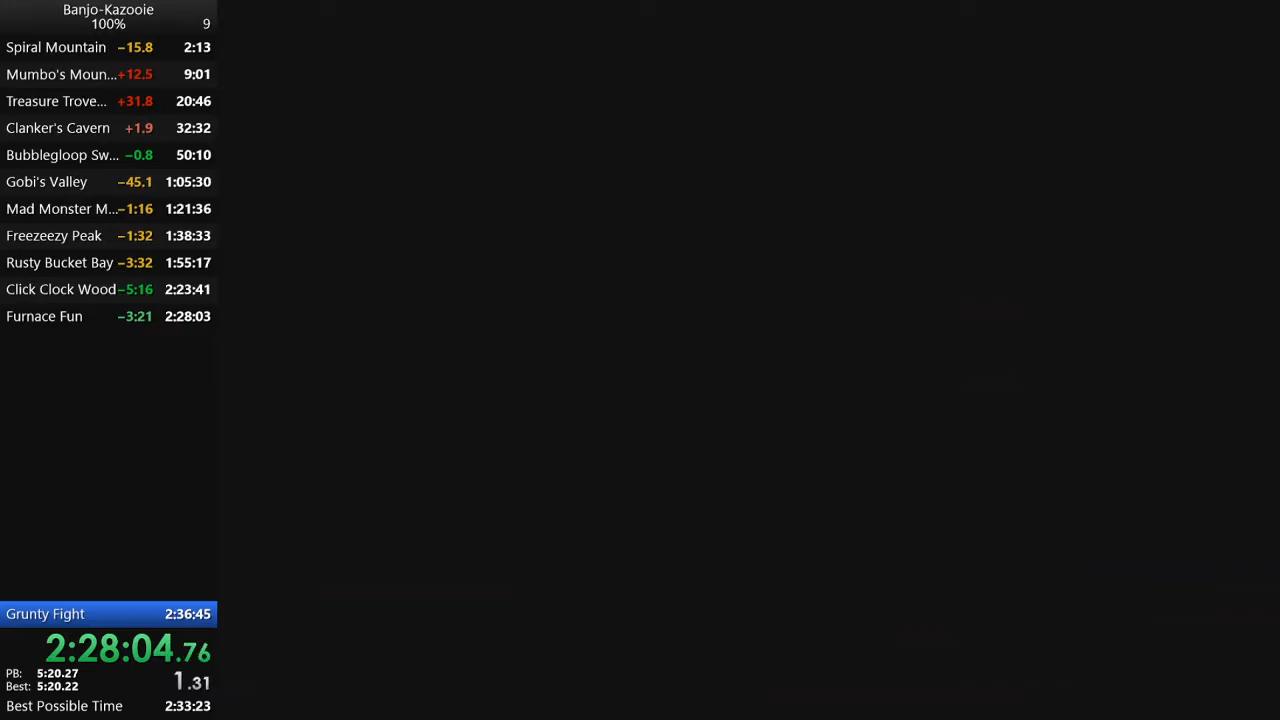 Banjo-Kazooie
100% 9
Spiral Mountain −15.8 2:13
Mumbo's Moun... +12.5 9:01
Treasure Trove... +31.8 20:46
Clanker's Cavern +1.9 32:32
Bubblegloop Sw... −0.8 50:10
Gobi's Valley −45.1 1:05:30
Mad Monster M... −1:16 1:21:36
Freezeezy Peak −1:32 1:38:33
Rusty Bucket Bay −3:32 1:55:17
Click Clock Wood −5:16 2:23:41
Furnace Fun −3:21 2:28:03
Grunty Fight 2:36:45
2:28:04.76
PB: 5:20.27
Best: 5:20.22 1.31
Best Possible Time 2:33:23